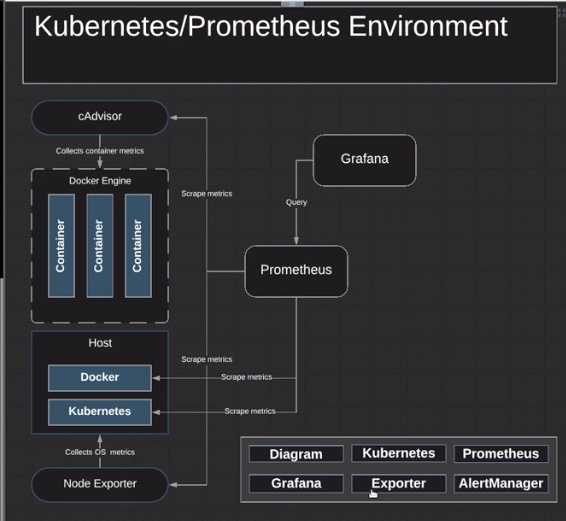 Kubernetes/Prometheus Environment
cAdvisor
Collects container metrics
Docker Engine
Container
Container
Container
Scrape metrics
Grafana
Query
Prometheus
Host
Scrape metrics
Docker
Scrape metrics
Kubernetes
Scrape metrics
Collects OS metrics
Node Exporter
Diagram
Kubernetes
Prometheus
Grafana
Exporter
AlertManager